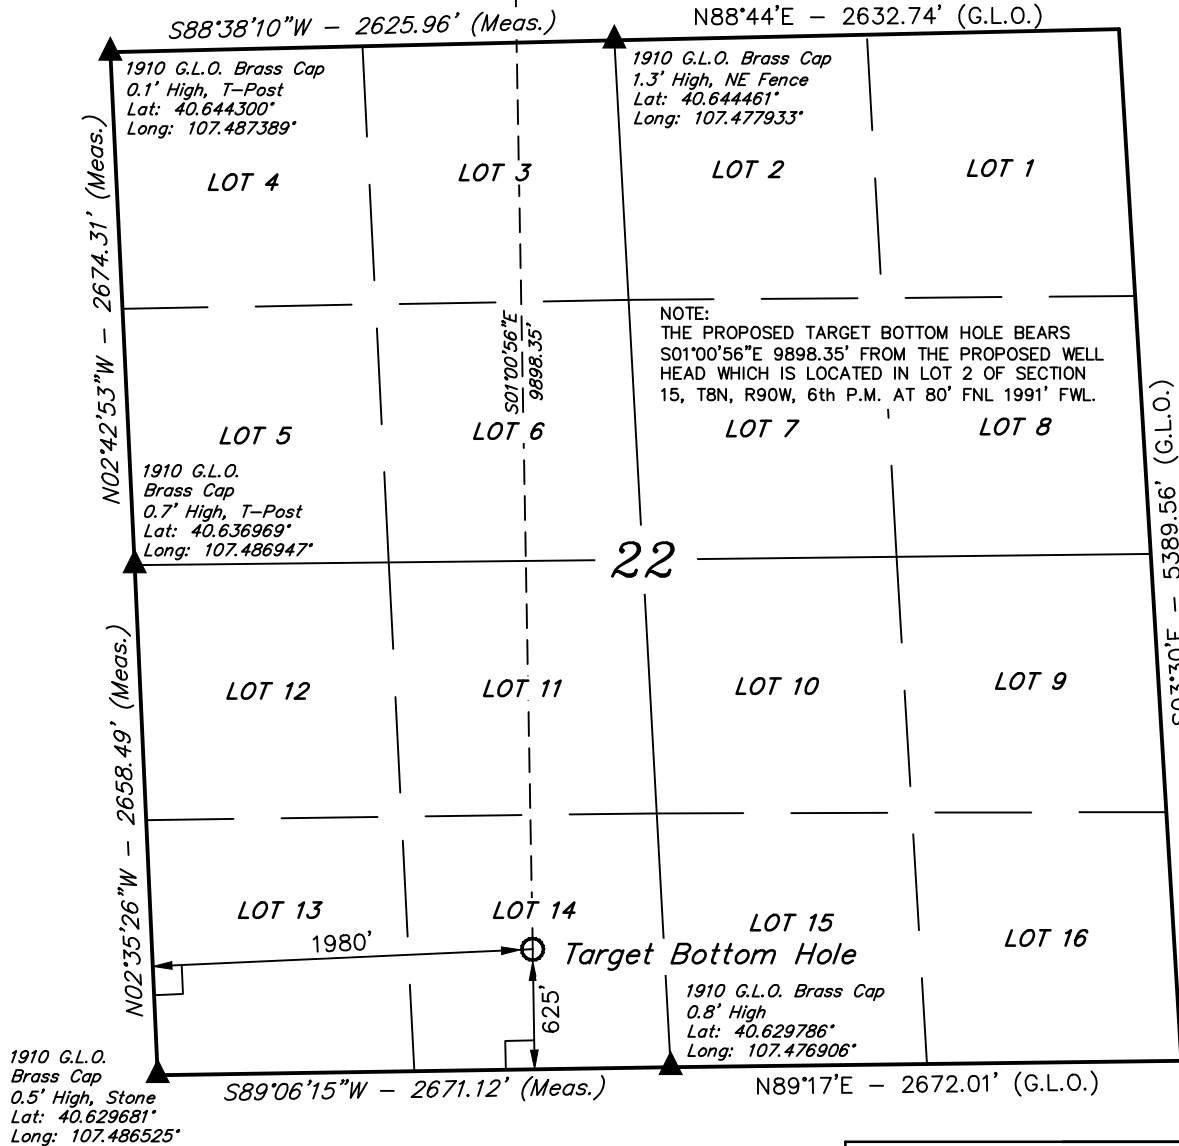 S88°38'10"W - 2625.96' (Meas.)
N88°44'E - 2632.74' (G.L.O.)
1910 G.L.O. Brass Cap
0.1' High, T-Post
Lat: 40.644300°
Long: 107.487389°
1910 G.L.O. Brass Cap
1.3' High, NE Fence
Lat: 40.644461°
Long: 107.477933°
LOT 4
LOT 3
LOT 2
LOT 1
N02°42'53"W - 2674.31' (Meas.)
S01°00'56"E
9898.35'
NOTE:
THE PROPOSED TARGET BOTTOM HOLE BEARS
S01°00'56"E 9898.35' FROM THE PROPOSED WELL
HEAD WHICH IS LOCATED IN LOT 2 OF SECTION
15, T8N, R90W, 6th P.M. AT 80' FNL 1991' FWL.
LOT 5
LOT 6
LOT 7
LOT 8
1910 G.L.O.
Brass Cap
0.7' High, T-Post
Lat: 40.636969°
Long: 107.486947°
22
S03°30'E - 5389.56' (G.L.O.)
LOT 12
LOT 11
LOT 10
LOT 9
N02°35'26"W - 2658.49' (Meas.)
LOT 13
LOT 14
LOT 15
LOT 16
1980'
Target Bottom Hole
625'
1910 G.L.O. Brass Cap
0.8' High
Lat: 40.629786°
Long: 107.476906°
1910 G.L.O.
Brass Cap
0.5' High, Stone
Lat: 40.629681°
Long: 107.486525°
S89°06'15"W - 2671.12' (Meas.)
N89°17'E - 2672.01' (G.L.O.)